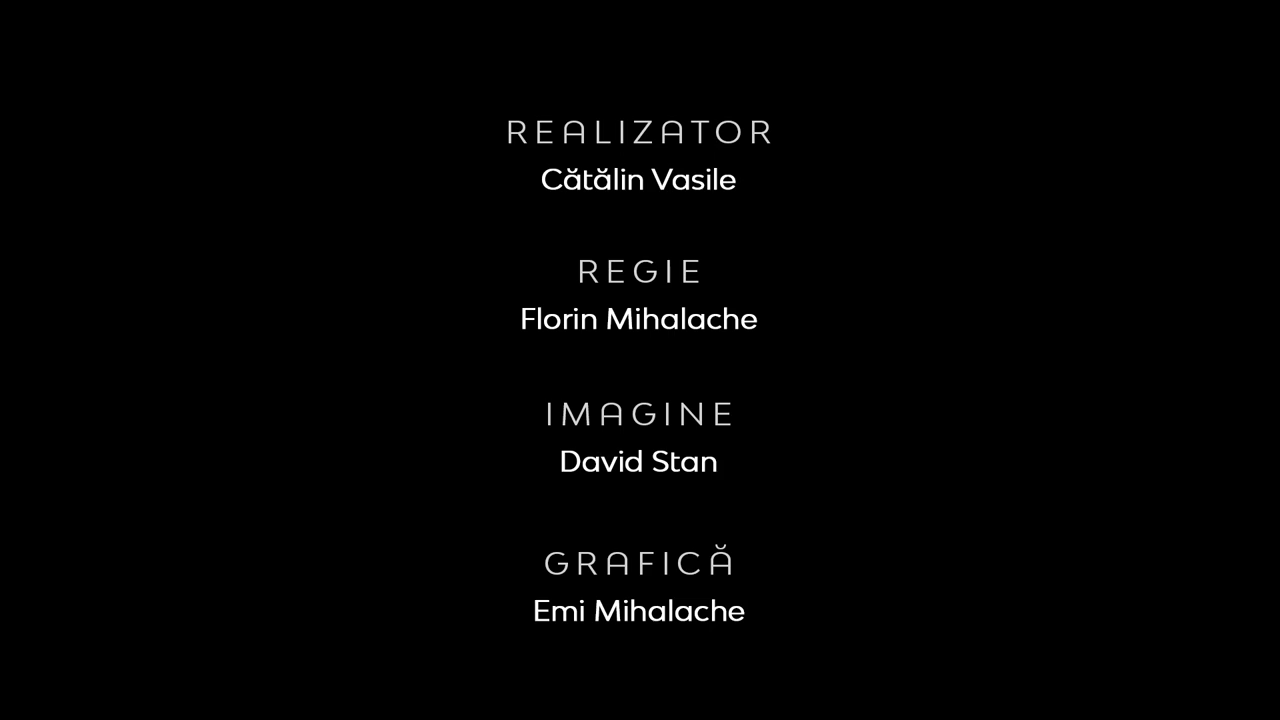 REALIZATOR
Cătălin Vasile
REGIE
Florin Mihalache
IMAGINE
David Stan
GRAFICĂ
Emi Mihalache